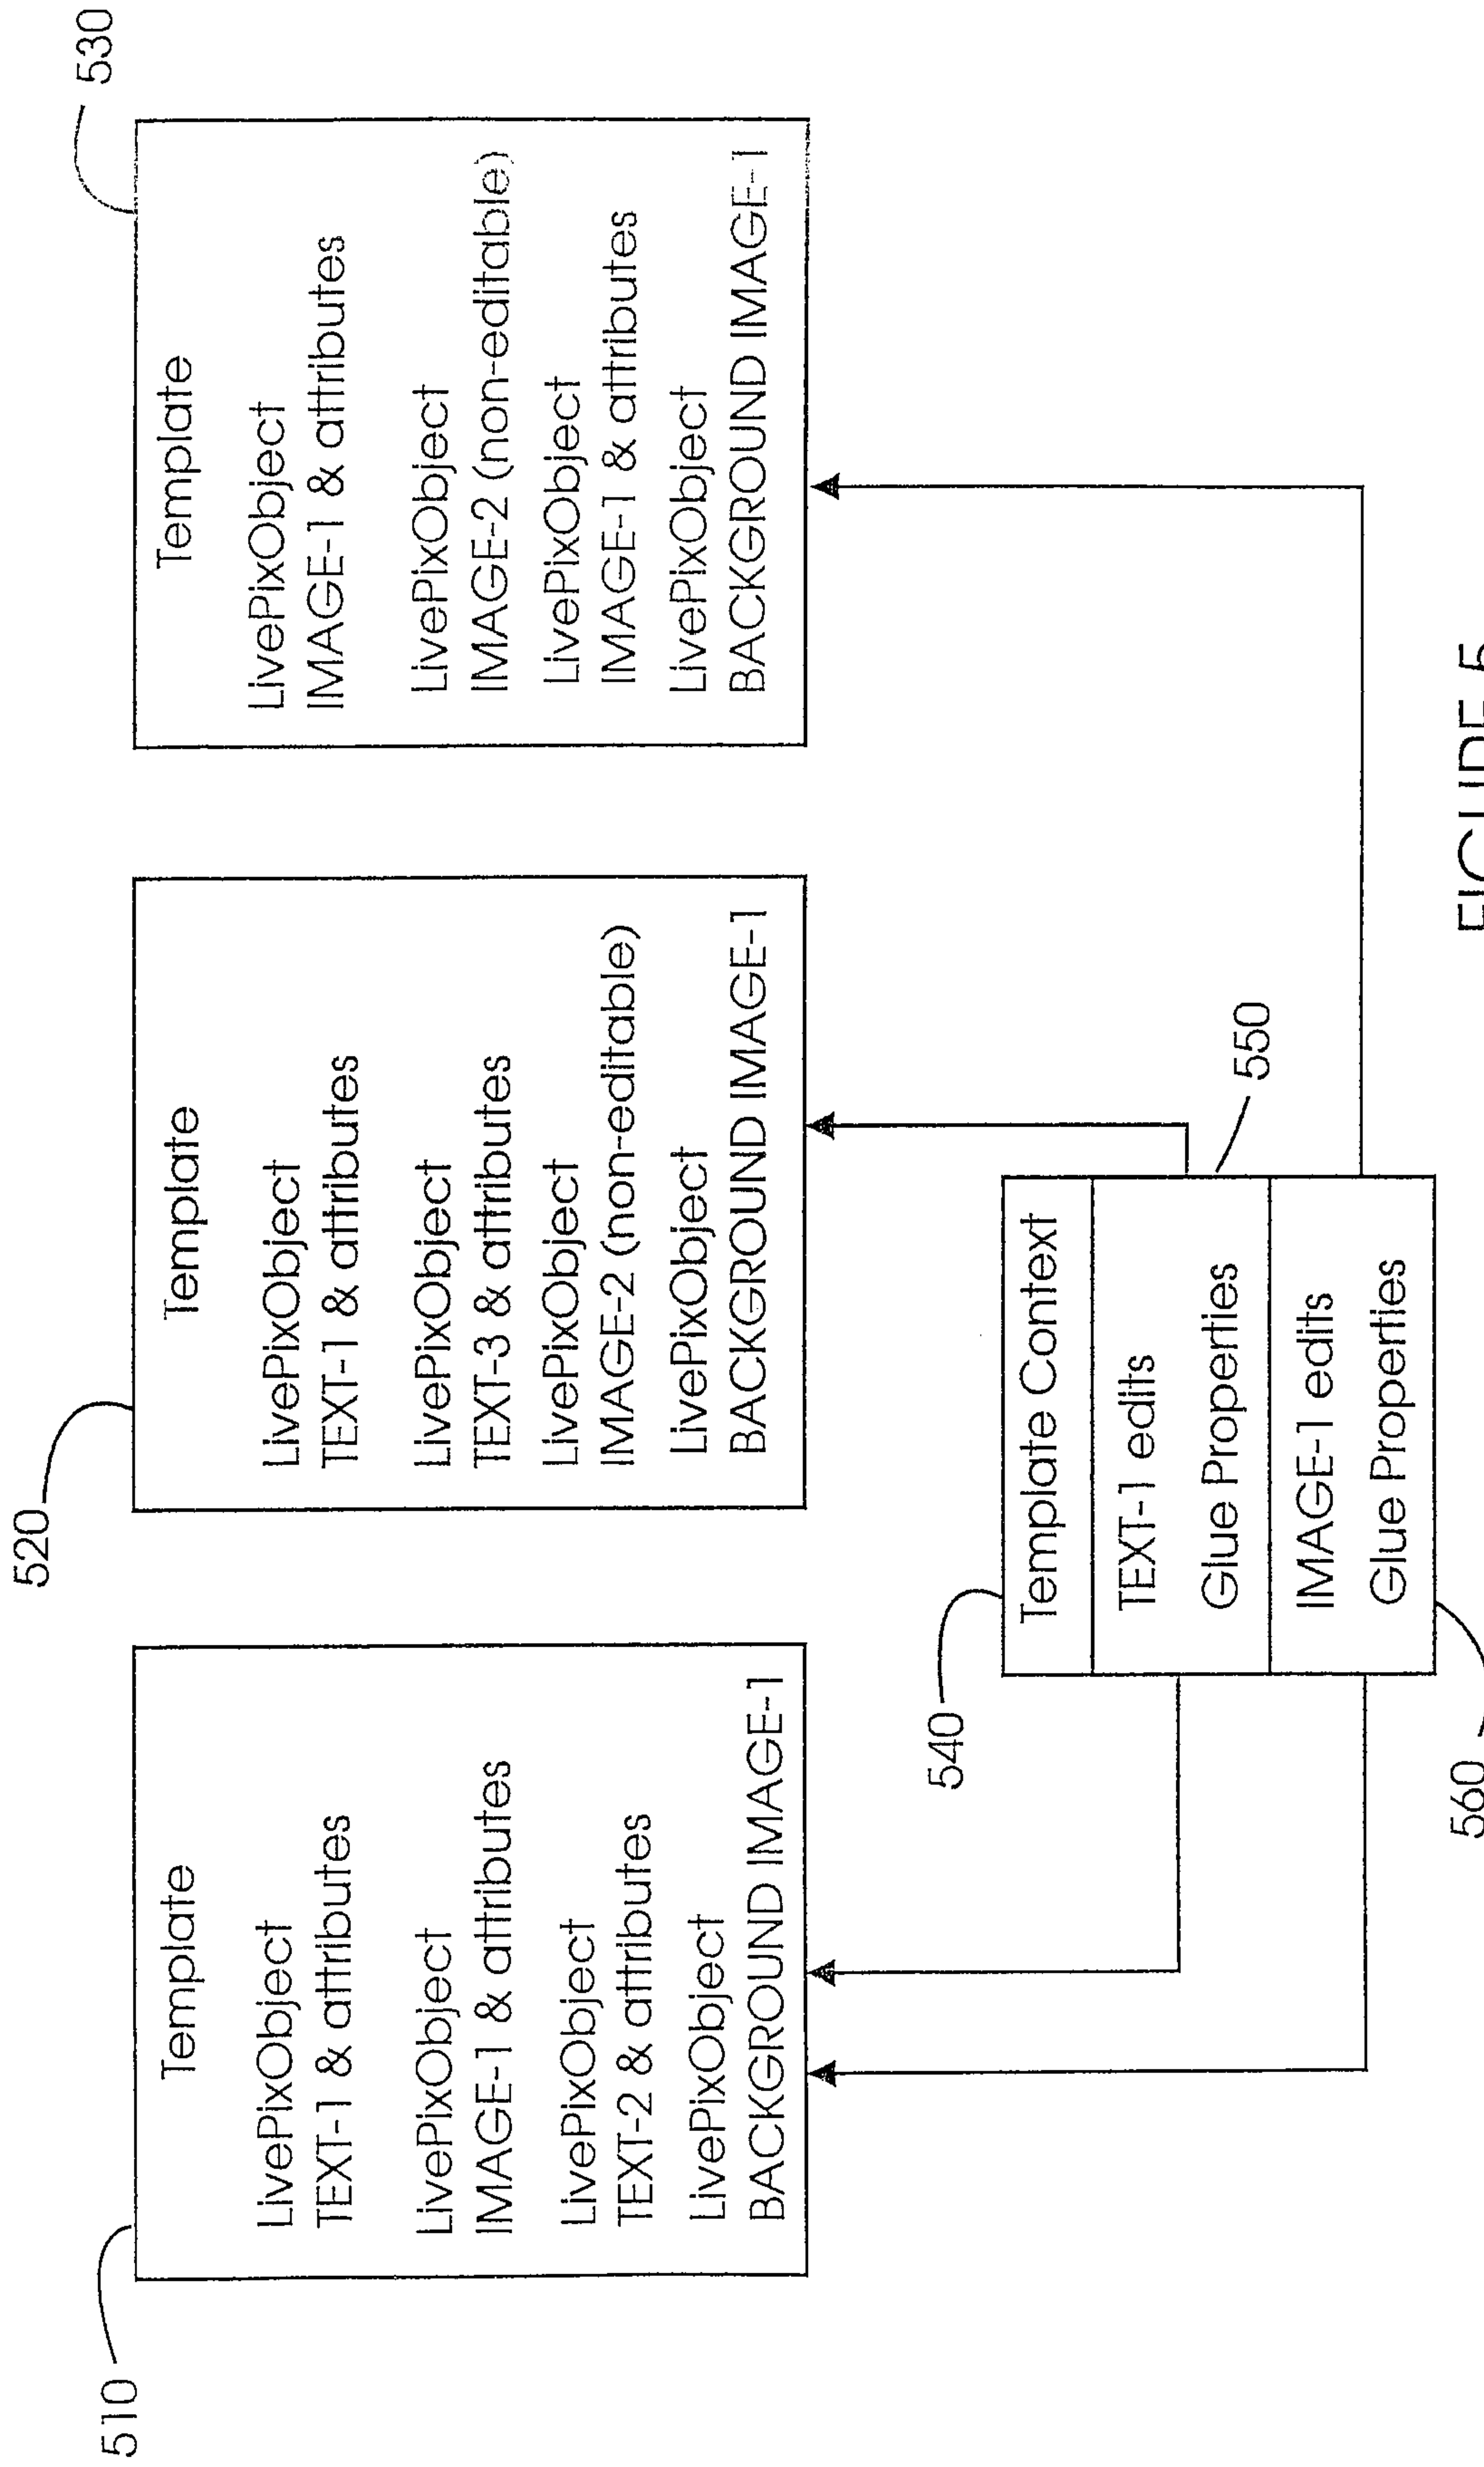 510
Template
LivePixObject
TEXT-1 & attributes
LivePixObject
IMAGE-1 & attributes
LivePixObject
TEXT-2 & attributes
LivePixObject
BACKGROUND IMAGE-1
520
Template
LivePixObject
TEXT-1 & attributes
LivePixObject
TEXT-3 & attributes
LivePixObject
IMAGE-2 (non-editable)
LivePixObject
BACKGROUND IMAGE-1
530
Template
LivePixObject
IMAGE-1 & attributes
LivePixObject
IMAGE-2 (non-editable)
LivePixObject
IMAGE-1 & attributes
LivePixObject
BACKGROUND IMAGE-1
540
Template Context
TEXT-1 edits
Glue Properties
550
IMAGE-1 edits
Glue Properties
560
FIGURE 5